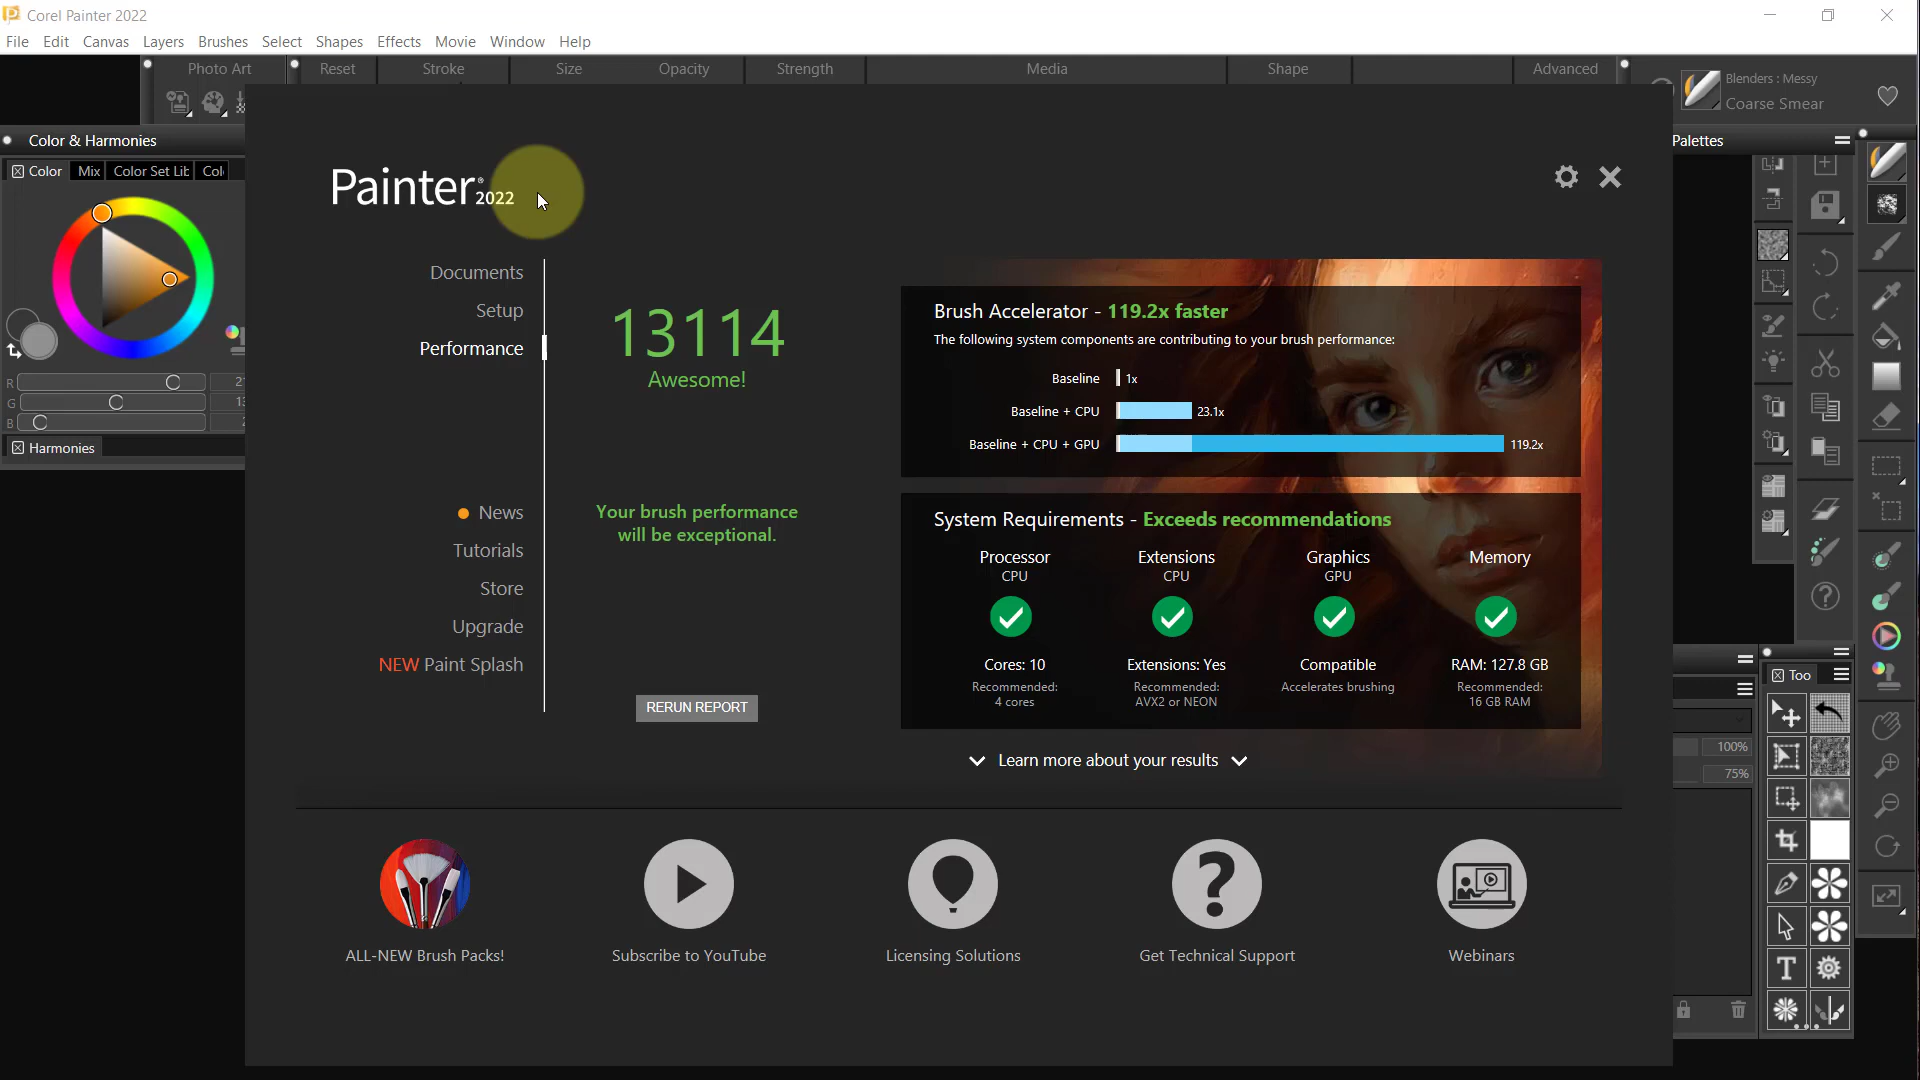 Corel Painter 2022
File Edit Canvas Layers Brushes Select Shapes Effects Movie Window Help
Photo Art Reset Stroke Size Opacity Strength Media Shape Advanced
Blenders : Messy
Coarse Smear
Color & Harmonies
Palettes
Color Mix Color Set Lib
Painter® 2022
Documents
Setup
Performance
13114
Awesome!
Brush Accelerator - 119.2x faster
The following system components are contributing to your brush performance:
Baseline 1x
Baseline + CPU 23.1x
Baseline + CPU + GPU 119.2x
R
G
B
Harmonies
News
Tutorials
Store
Upgrade
NEW Paint Splash
Your brush performance
will be exceptional.
RERUN REPORT
System Requirements - Exceeds recommendations
Processor Extensions Graphics Memory
CPU CPU GPU
Cores: 10 Extensions: Yes Compatible RAM: 127.8 GB
Recommended: Recommended: Accelerates brushing Recommended:
4 cores AVX2 or NEON 16 GB RAM
Learn more about your results
Too
100%
75%
T
ALL-NEW Brush Packs! Subscribe to YouTube Licensing Solutions Get Technical Support Webinars